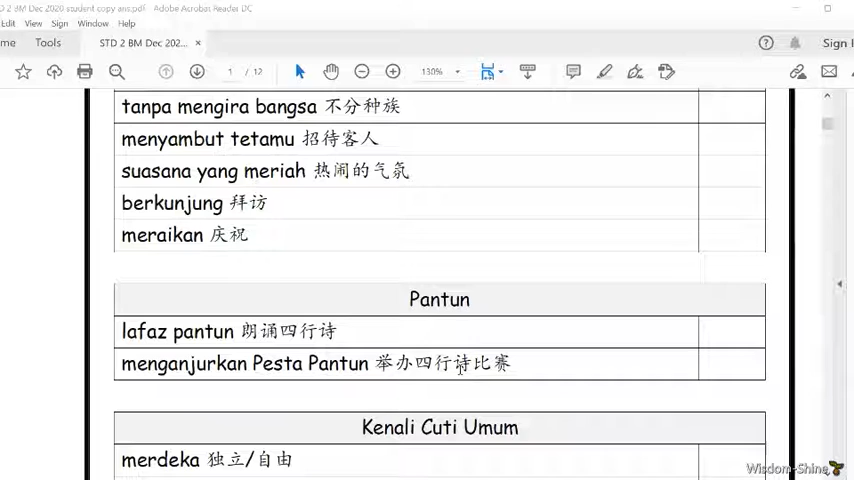 D 2 BM Dec 2020 student copy ans.pdf - Adobe Acrobat Reader DC
Edit View Sign Window Help
me Tools STD 2 BM Dec 202... × Sign I
1 / 12 130%
tanpa mengira bangsa 不分种族
menyambut tetamu 招待客人
suasana yang meriah 热闹的气氛
berkunjung 拜访
meraikan 庆祝
Pantun
lafaz pantun 朗诵四行诗
menganjurkan Pesta Pantun 举办四行诗比赛
Kenali Cuti Umum
merdeka 独立/自由
Wisdom-Shine